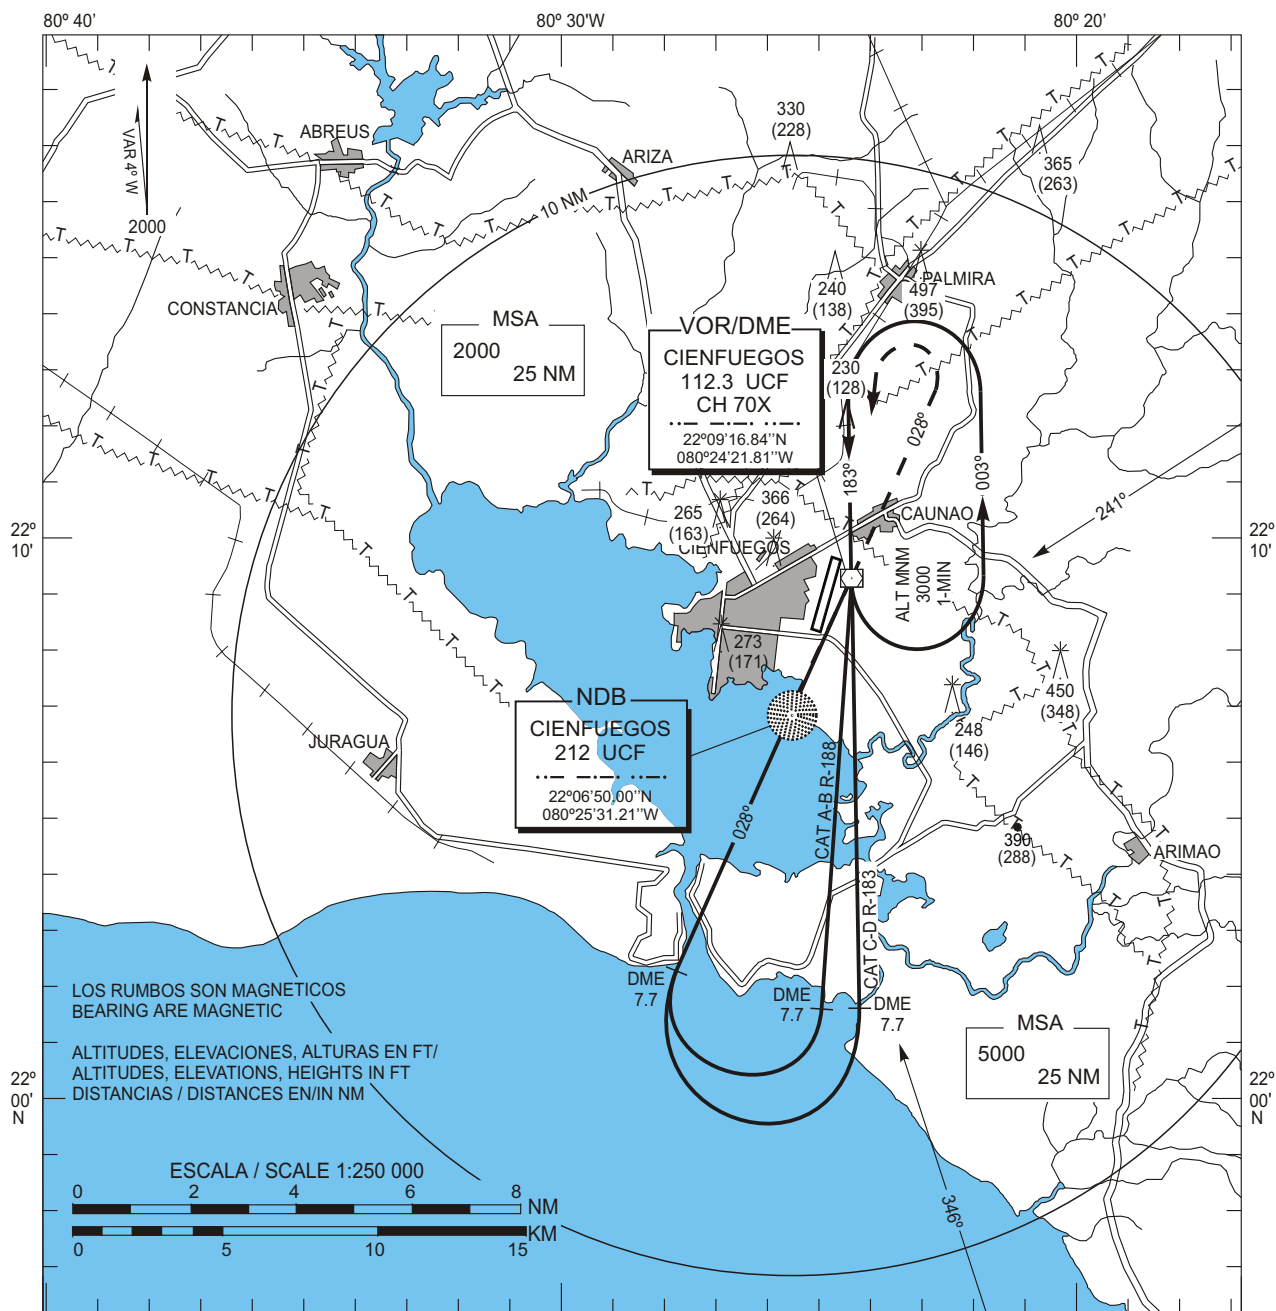 80º 40'
80º 30'W
80º 20'
VAR 4º W
2000
ABREUS
ARIZA
330
(228)
365
(263)
10 NM
CONSTANCIA
PALMIRA
240
(138)
497
(395)
MSA
2000
25 NM
VOR/DME
CIENFUEGOS
112.3 UCF
CH 70X
22º09'16.84''N
080º24'21.81''W
230
(128)
028º
183º
003º
241º
265
(163)
366
(264)
CIENFUEGOS
CAUNAO
22º
10'
22º
10'
ALT MNM
3000
1-MIN
273
(171)
450
(348)
248
(146)
NDB
CIENFUEGOS
212 UCF
22º06'50.00''N
080º25'31.21''W
JURAGUA
028º
CAT A-B R-188
CAT C-D R-183
390
(288)
ARIMAO
DME
7.7
DME
7.7
DME
7.7
LOS RUMBOS SON MAGNETICOS
BEARING ARE MAGNETIC
ALTITUDES, ELEVACIONES, ALTURAS EN FT/
ALTITUDES, ELEVATIONS, HEIGHTS IN FT
DISTANCIAS / DISTANCES EN/IN NM
MSA
5000
25 NM
22º
00'
N
22º
00'
N
346º
ESCALA / SCALE 1:250 000
0 2 4 6 8
NM
KM
0 5 10 15